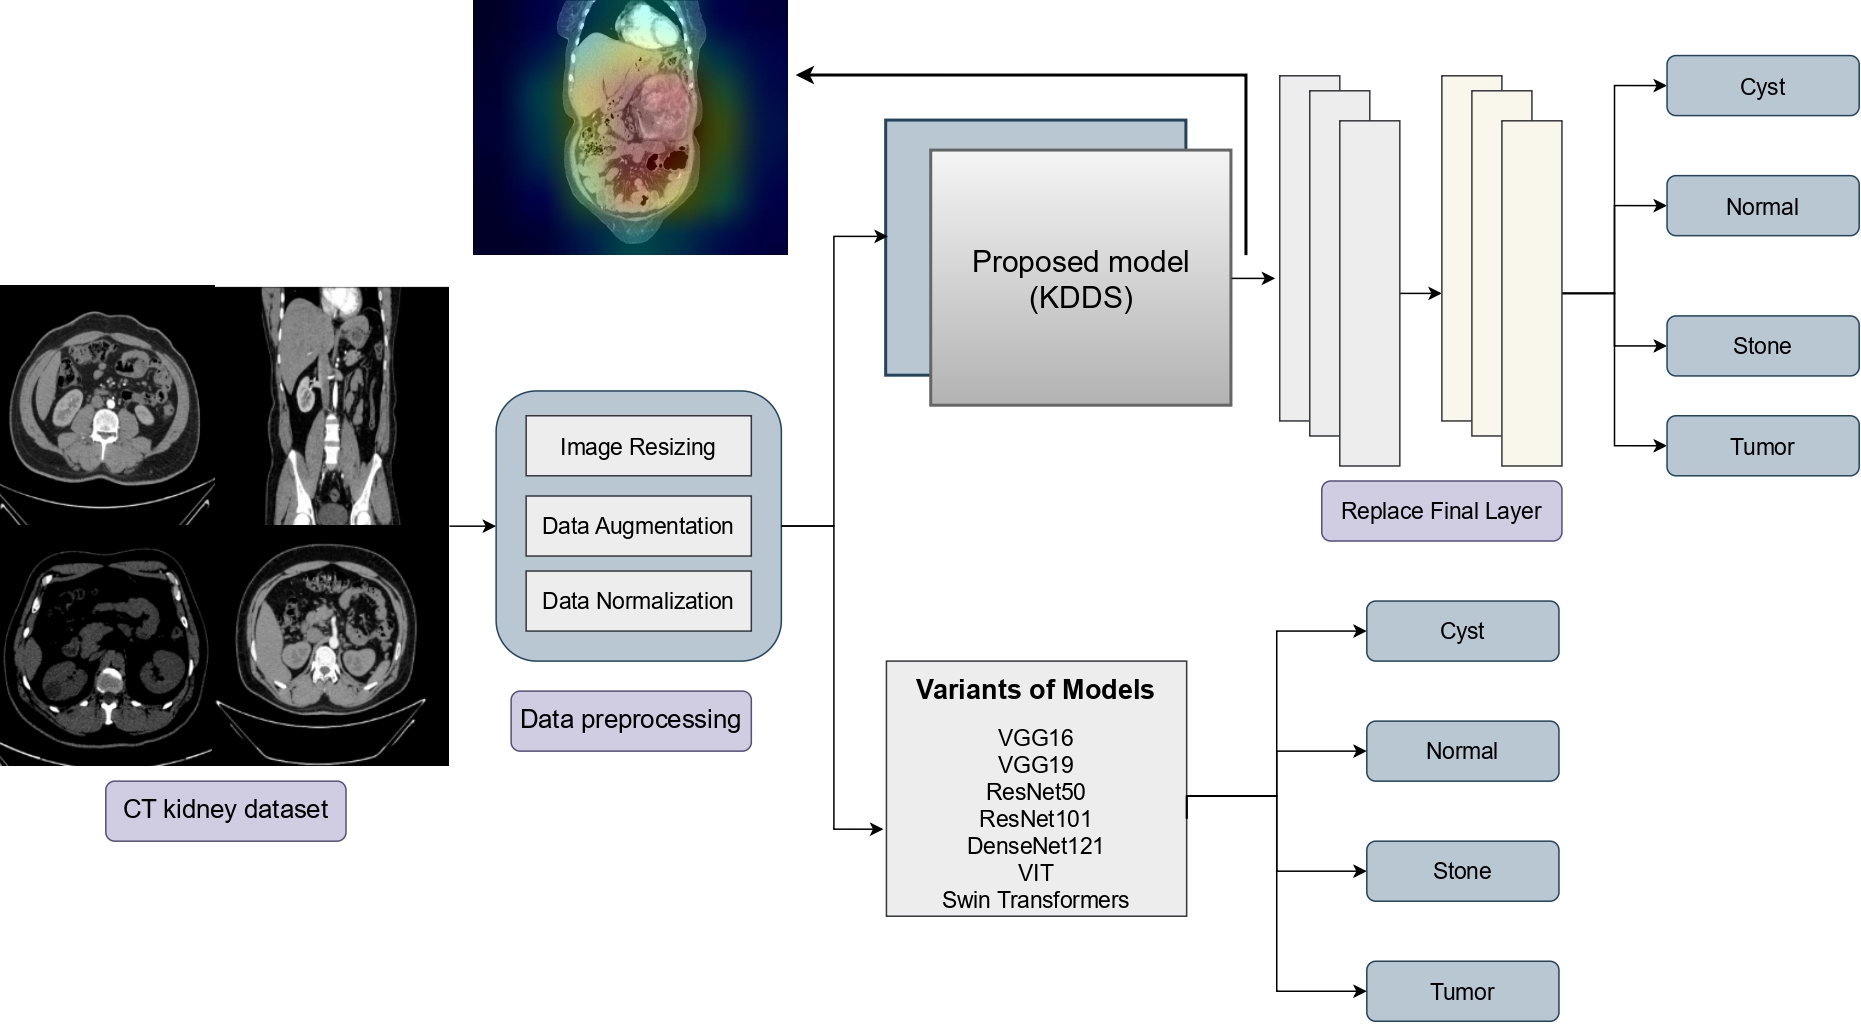 CT kidney dataset
Image Resizing
Data Augmentation
Data Normalization
Data preprocessing
Proposed model
(KDDS)
Replace Final Layer
Cyst
Normal
Stone
Tumor
Variants of Models
VGG16
VGG19
ResNet50
ResNet101
DenseNet121
VIT
Swin Transformers
Cyst
Normal
Stone
Tumor